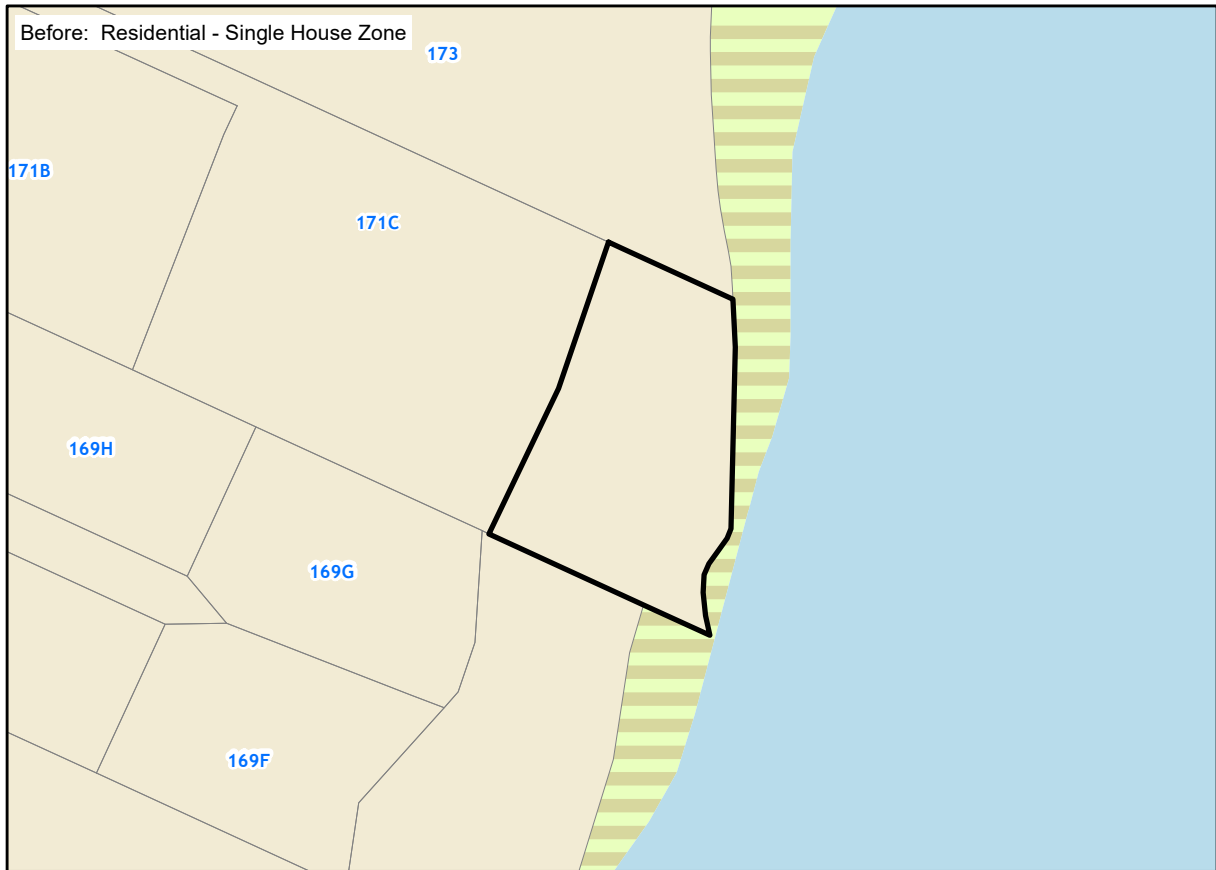 Before: Residential - Single House Zone
173
171B
171C
169H
169G
169F